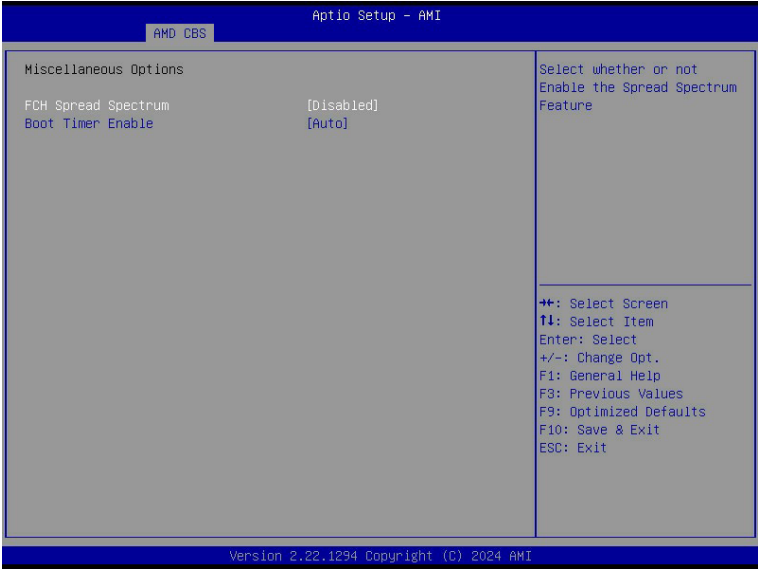 Aptio Setup - AMI
AMD CBS
Miscellaneous Options
FCH Spread Spectrum [Disabled]
Boot Timer Enable [Auto]
Select whether or not
Enable the Spread Spectrum
Feature
→←: Select Screen
↑↓: Select Item
Enter: Select
+/-: Change Opt.
F1: General Help
F3: Previous Values
F9: Optimized Defaults
F10: Save & Exit
ESC: Exit
Version 2.22.1294 Copyright (C) 2024 AMI